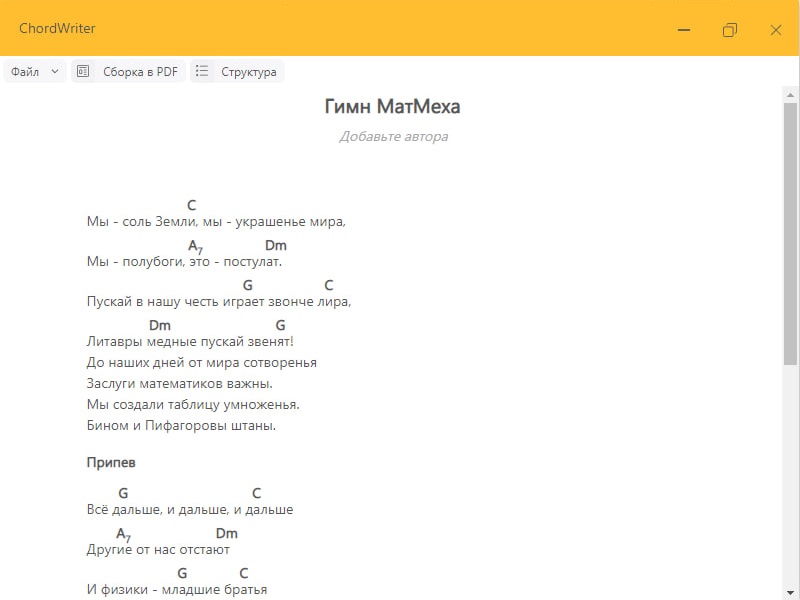 ChordWriter
Файл Сборка в PDF Структура
Гимн МатМеха
Добавьте автора
C
Мы - соль Земли, мы - украшенье мира,
A7 Dm
Мы - полубоги, это - постулат.
G C
Пускай в нашу честь играет звонче лира,
Dm G
Литавры медные пускай звенят!
До наших дней от мира сотворенья
Заслуги математиков важны.
Мы создали таблицу умноженья.
Бином и Пифагоровы штаны.
Припев
G C
Всё дальше, и дальше, и дальше
A7 Dm
Другие от нас отстают
G C
И физики - младшие братья